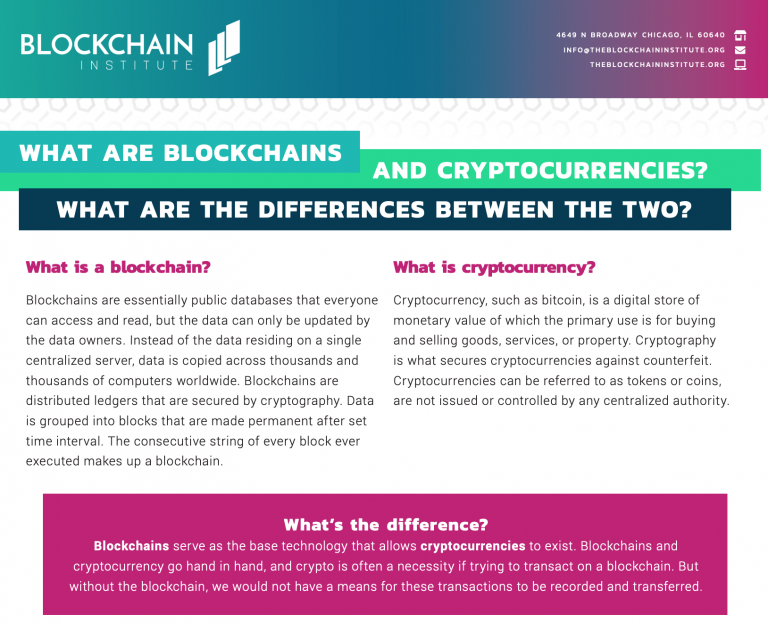 BLOCKCHAIN
INSTITUTE
4649 N BROADWAY CHICAGO, IL 60640
INFO@THEBLOCKCHAININSTITUTE.ORG
THEBLOCKCHAININSTITUTE.ORG
WHAT ARE BLOCKCHAINS
AND CRYPTOCURRENCIES?
WHAT ARE THE DIFFERENCES BETWEEN THE TWO?
What is a blockchain?
Blockchains are essentially public databases that everyone
can access and read, but the data can only be updated by
the data owners. Instead of the data residing on a single
centralized server, data is copied across thousands and
thousands of computers worldwide. Blockchains are
distributed ledgers that are secured by cryptography. Data
is grouped into blocks that are made permanent after set
time interval. The consecutive string of every block ever
executed makes up a blockchain.
What is cryptocurrency?
Cryptocurrency, such as bitcoin, is a digital store of
monetary value of which the primary use is for buying
and selling goods, services, or property. Cryptography
is what secures cryptocurrencies against counterfeit.
Cryptocurrencies can be referred to as tokens or coins,
are not issued or controlled by any centralized authority.
What's the difference?
Blockchains serve as the base technology that allows cryptocurrencies to exist. Blockchains and
cryptocurrency go hand in hand, and crypto is often a necessity if trying to transact on a blockchain. But
without the blockchain, we would not have a means for these transactions to be recorded and transferred.